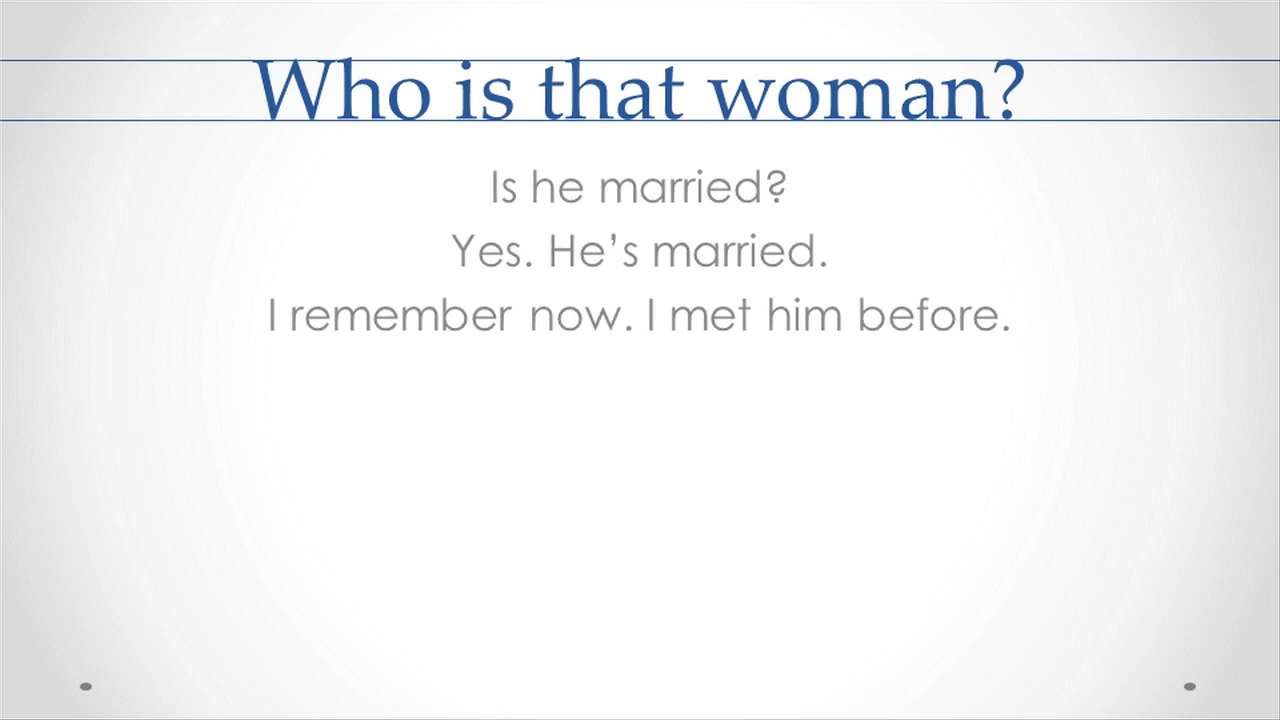 Who is that woman?
Is he married?
Yes. He’s married.
I remember now. I met him before.